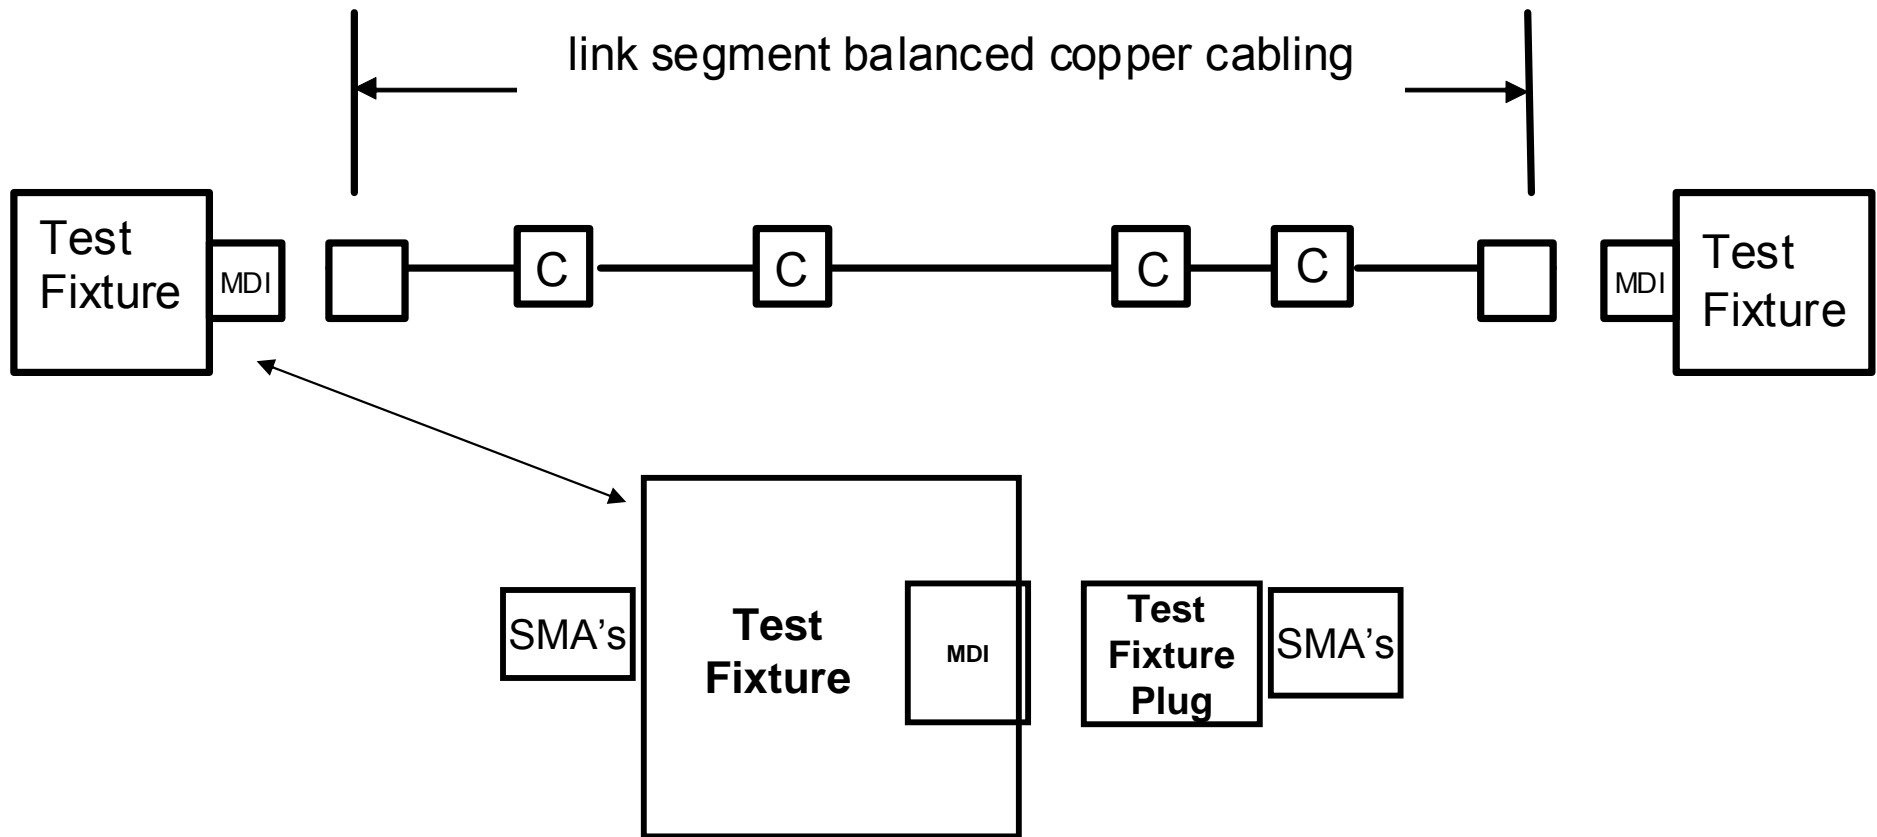 link segment balanced copper cabling
Test
Fixture
MDI
C
C
C
C
MDI
Test
Fixture
SMA's
Test
Fixture
MDI
Test
Fixture
Plug
SMA's